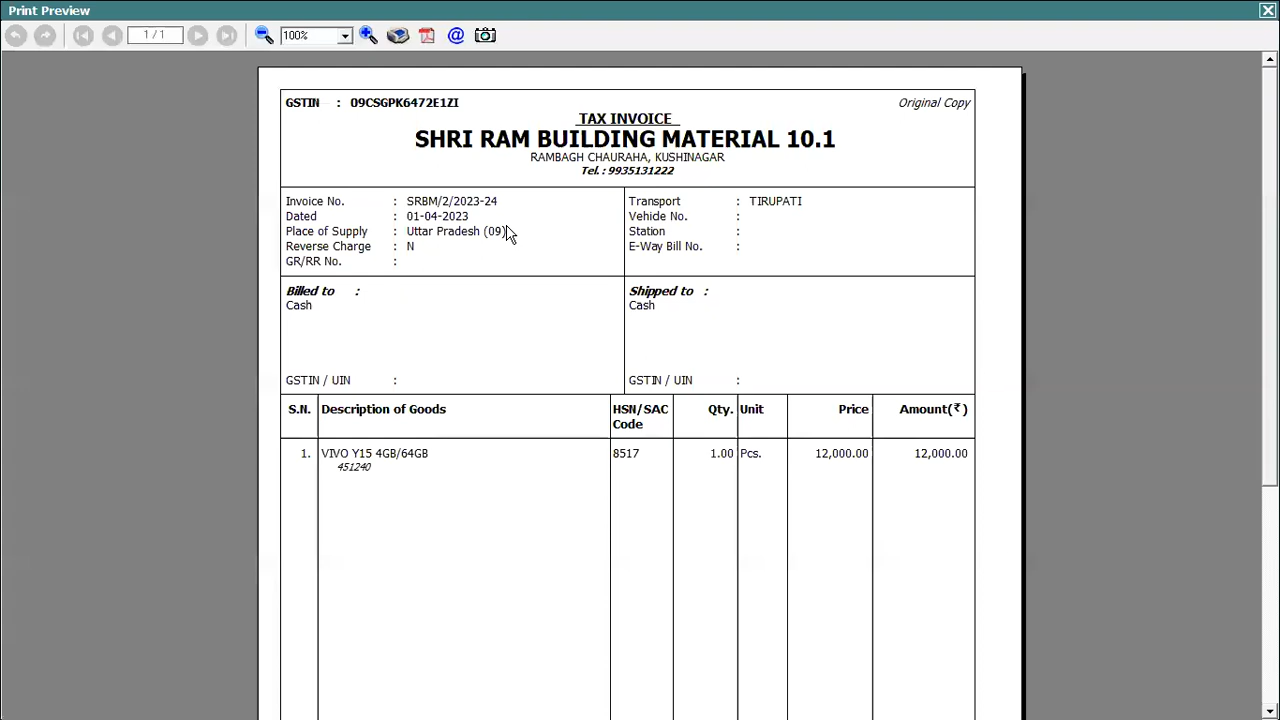 Print Preview
1 / 1
100%
GSTIN : 09CSGPK6472E1ZI
Original Copy
TAX INVOICE
SHRI RAM BUILDING MATERIAL 10.1
RAMBAGH CHAURAHA, KUSHINAGAR
Tel. : 9935131222
Invoice No. : SRBM/2/2023-24
Dated : 01-04-2023
Place of Supply : Uttar Pradesh (09)
Reverse Charge : N
GR/RR No. :
Transport : TIRUPATI
Vehicle No. :
Station :
E-Way Bill No. :
Billed to :
Cash
GSTIN / UIN :
Shipped to :
Cash
GSTIN / UIN :
S.N. Description of Goods HSN/SAC Code Qty. Unit Price Amount(₹)
1. VIVO Y15 4GB/64GB 8517 1.00 Pcs. 12,000.00 12,000.00
451240